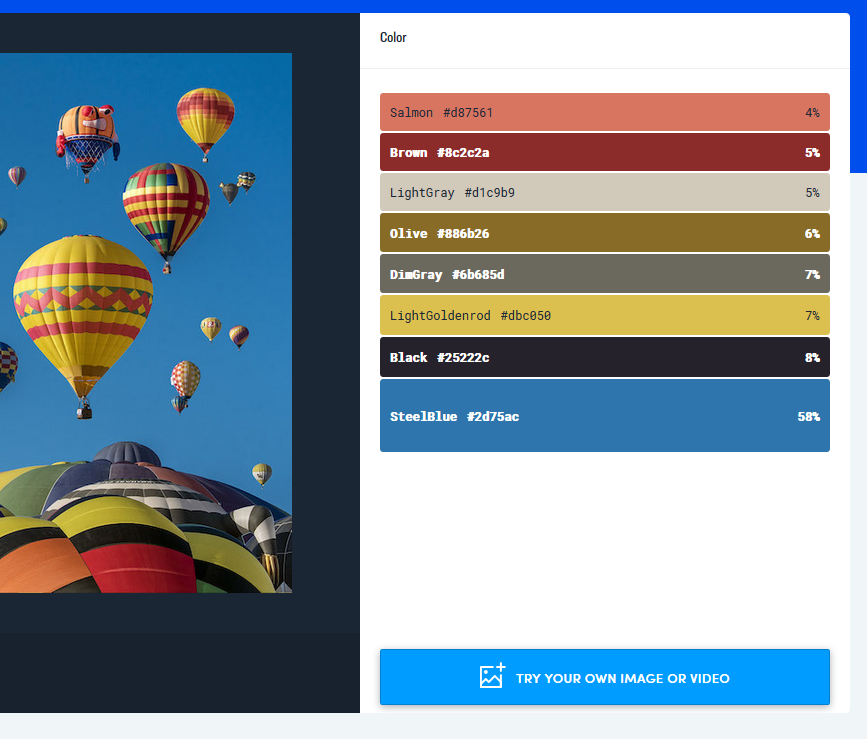 Color
Salmon #d87561 4%
Brown #8c2c2a 5%
LightGray #d1c9b9 5%
Olive #886b26 6%
DimGray #6b685d 7%
LightGoldenrod #dbc050 7%
Black #25222c 8%
SteelBlue #2d75ac 58%
TRY YOUR OWN IMAGE OR VIDEO